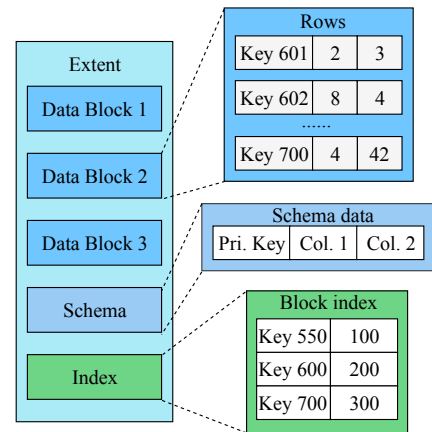 Extent
Data Block 1
Data Block 2
Data Block 3
Schema
Index
Rows
Key 601 2 3
Key 602 8 4
......
Key 700 4 42
Schema data
Pri. Key Col. 1 Col. 2
Block index
Key 550 100
Key 600 200
Key 700 300